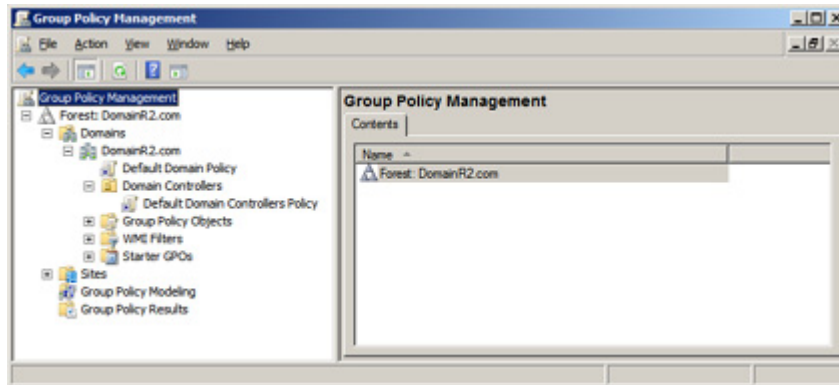 Group Policy Management
File Action View Window Help
Group Policy Management
Forest: DomainR2.com
Domains
DomainR2.com
Default Domain Policy
Domain Controllers
Default Domain Controllers Policy
Group Policy Objects
WMI Filters
Starter GPOs
Sites
Group Policy Modeling
Group Policy Results
Group Policy Management
Contents
Name
Forest: DomainR2.com